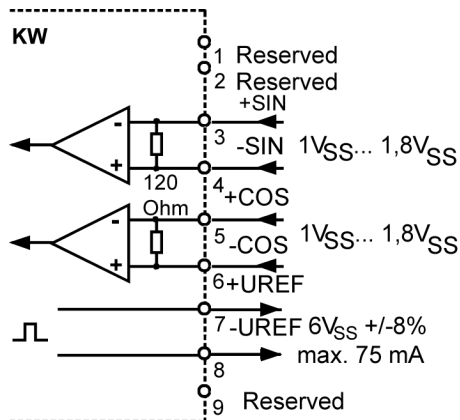 KW
1 Reserved
2 Reserved
+SIN
3 -SIN 1VSS... 1,8VSS
-
+
120 Ohm
4 +COS
5 -COS 1VSS... 1,8VSS
-
+
6 +UREF
7 -UREF 6VSS +/-8%
max. 75 mA
8
9 Reserved